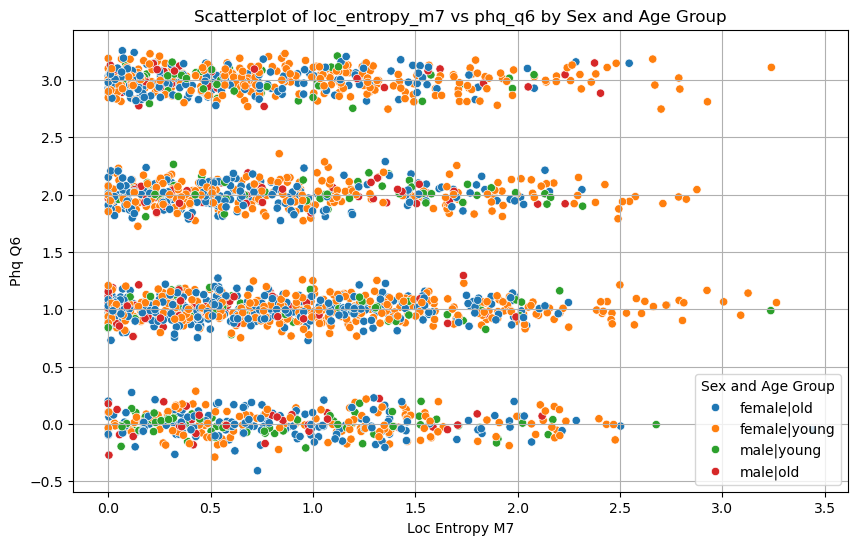 Scatterplot of loc_entropy_m7 vs phq_q6 by Sex and Age Group
3.0
2.5
2.0
1.5
1.0
0.5
0.0
−0.5
Phq Q6
Sex and Age Group
female|old
female|young
male|young
male|old
0.0 0.5 1.0 1.5 2.0 2.5 3.0 3.5
Loc Entropy M7